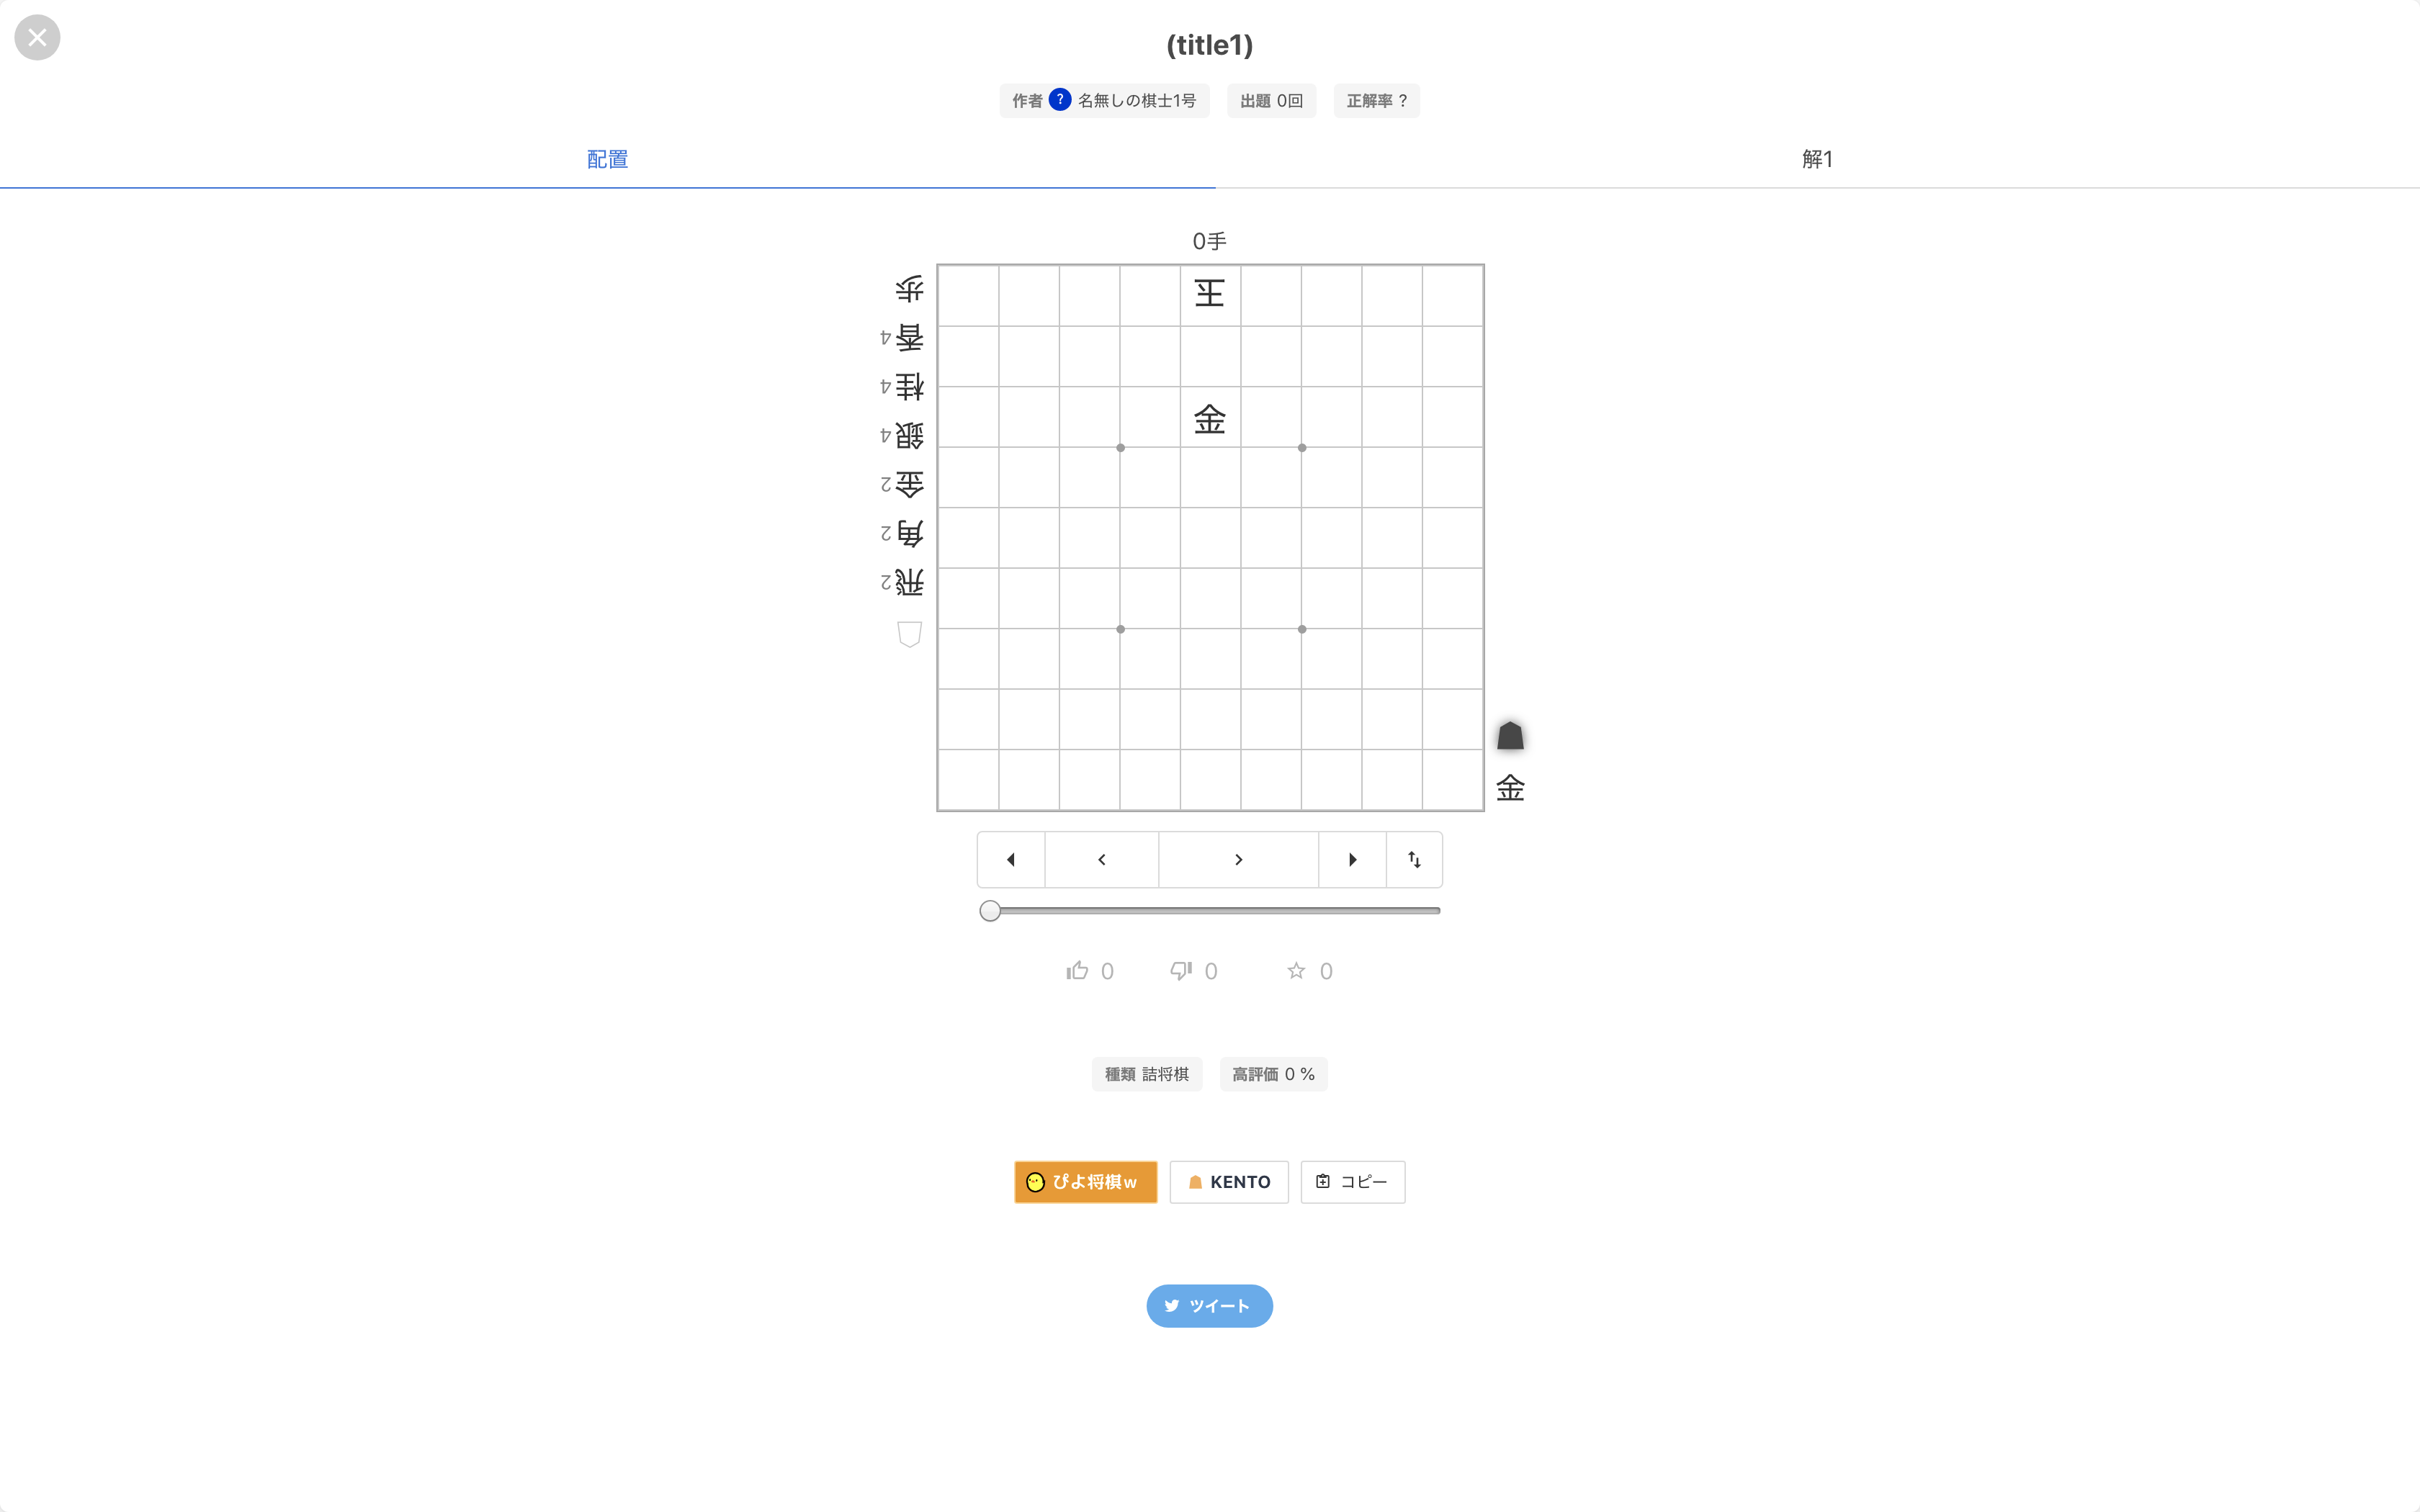 (title1)
作者 ? 名無しの棋士1号 出題 0回 正解率 ?
配置 解1
0手
歩
香4
桂4
銀4
金2
角2
飛2
王
金
金
0 0 0
種類 詰将棋 高評価 0 %
ぴよ将棋w KENTO コピー
ツイート